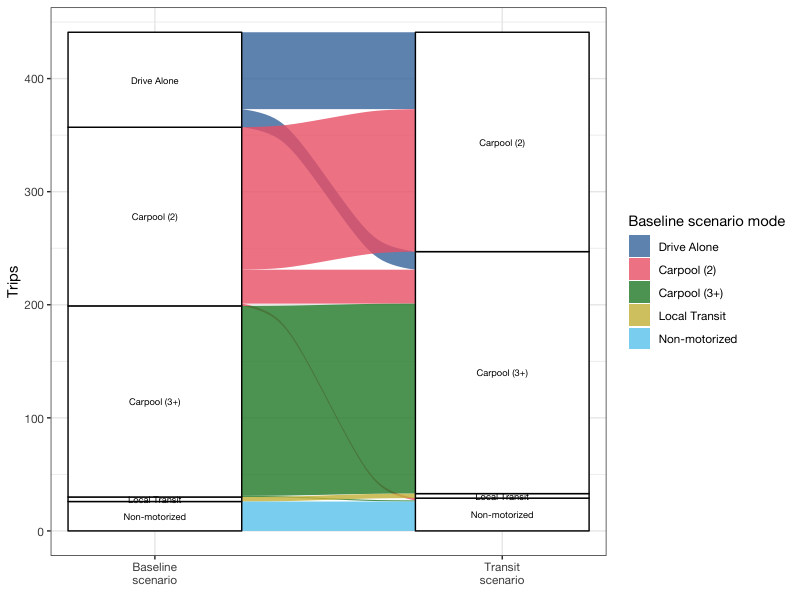 Trips
400
300
200
100
0
Drive Alone
Carpool (2)
Carpool (3+)
Local Transit
Non-motorized
Carpool (2)
Carpool (3+)
Local Transit
Non-motorized
Baseline
scenario
Transit
scenario
Baseline scenario mode
Drive Alone
Carpool (2)
Carpool (3+)
Local Transit
Non-motorized